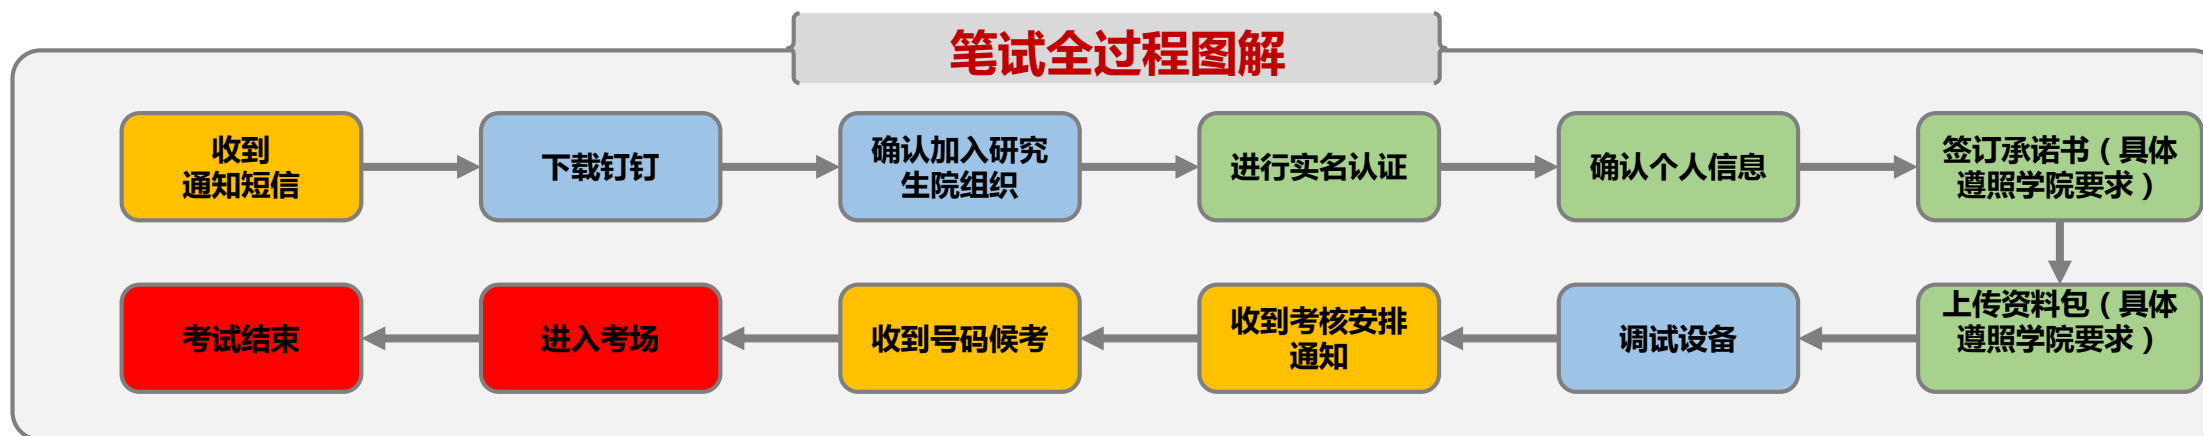 笔试全过程图解
收到
通知短信
下载钉钉
确认加入研究
生院组织
进行实名认证
确认个人信息
签订承诺书（具体
遵照学院要求）
上传资料包（具体
遵照学院要求）
调试设备
收到考核安排
通知
收到号码候考
进入考场
考试结束